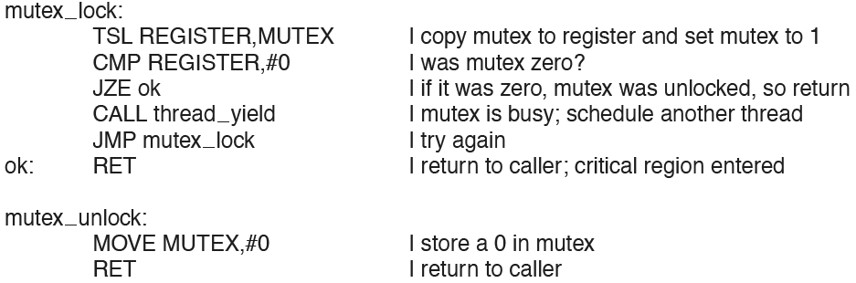 mutex_lock:
TSL REGISTER,MUTEX | copy mutex to register and set mutex to 1
CMP REGISTER,#0 | was mutex zero?
JZE ok | if it was zero, mutex was unlocked, so return
CALL thread_yield | mutex is busy; schedule another thread
JMP mutex_lock | try again
ok: RET | return to caller; critical region entered
mutex_unlock:
MOVE MUTEX,#0 | store a 0 in mutex
RET | return to caller